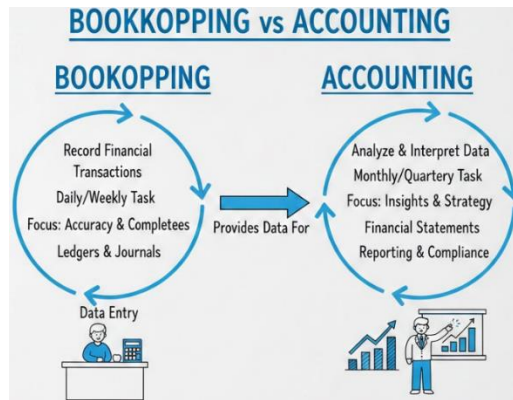 BOOKKOPPING vs ACCOUNTING
BOOKOPPING
Record Financial
Transactions
Daily/Weekly Task
Focus: Accuracy & Completees
Ledgers & Journals
Data Entry
Provides Data For
ACCOUNTING
Analyze & Interpret Data
Monthly/Quartery Task
Focus: Insights & Strategy
Financial Statements
Reporting & Compliance